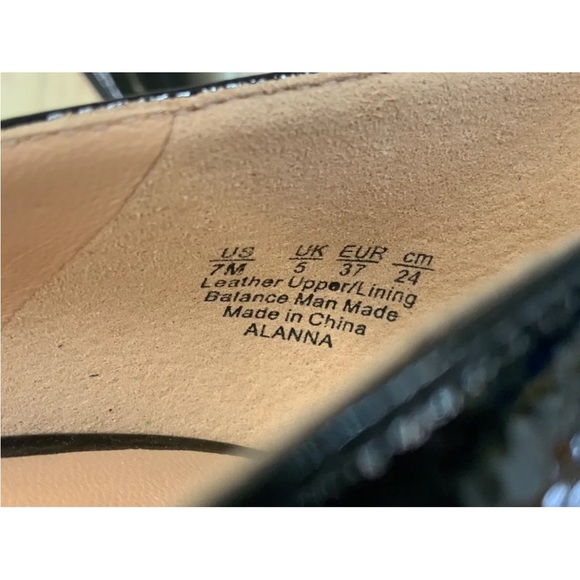 US UK EUR cm
7M 5 37 24
Leather Upper/Lining
Balance Man Made
Made in China
ALANNA